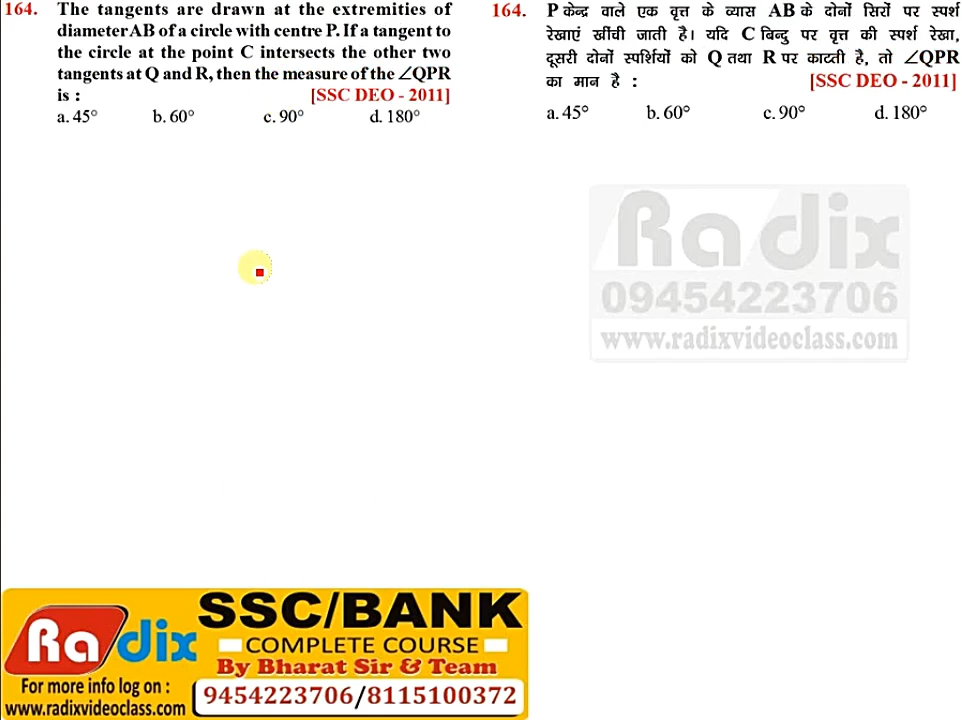 164. The tangents are drawn at the extremities of
diameter AB of a circle with centre P. If a tangent to
the circle at the point C intersects the other two
tangents at Q and R, then the measure of the ∠QPR
is : [SSC DEO - 2011]
a. 45° b. 60° c. 90° d. 180°
164. P केन्द्र वाले एक वृत्त के व्यास AB के दोनों सिरों पर स्पर्श
रेखाएं खींची जाती है। यदि C बिन्दु पर वृत्त की स्पर्श रेखा,
दूसरी दोनों स्पर्शियों को Q तथा R पर काटती है, तो ∠QPR
का मान है : [SSC DEO - 2011]
a. 45° b. 60° c. 90° d. 180°
Radix
09454223706
www.radixvideoclass.com
Radix
For more info log on :
www.radixvideoclass.com
SSC/BANK
COMPLETE COURSE
By Bharat Sir & Team
9454223706/8115100372